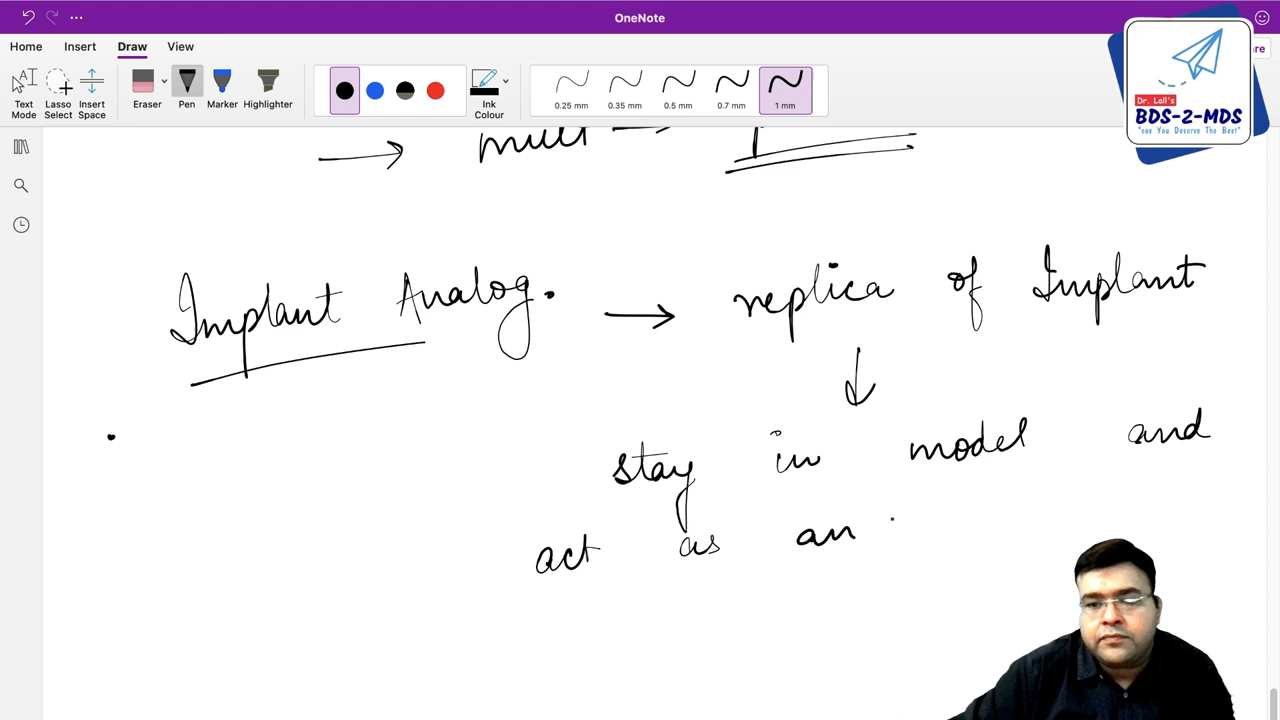 OneNote
Home Insert Draw View
Text Mode
Lasso Select
Insert Space
Eraser
Pen
Marker
Highlighter
Ink Colour
0.25 mm 0.35 mm 0.5 mm 0.7 mm 1 mm
Dr. Lall's
BDS-2-MDS
"cos You Deserve The Best"
→
Implant Analog. → replica of Implant
↓
stay in model and
act as an